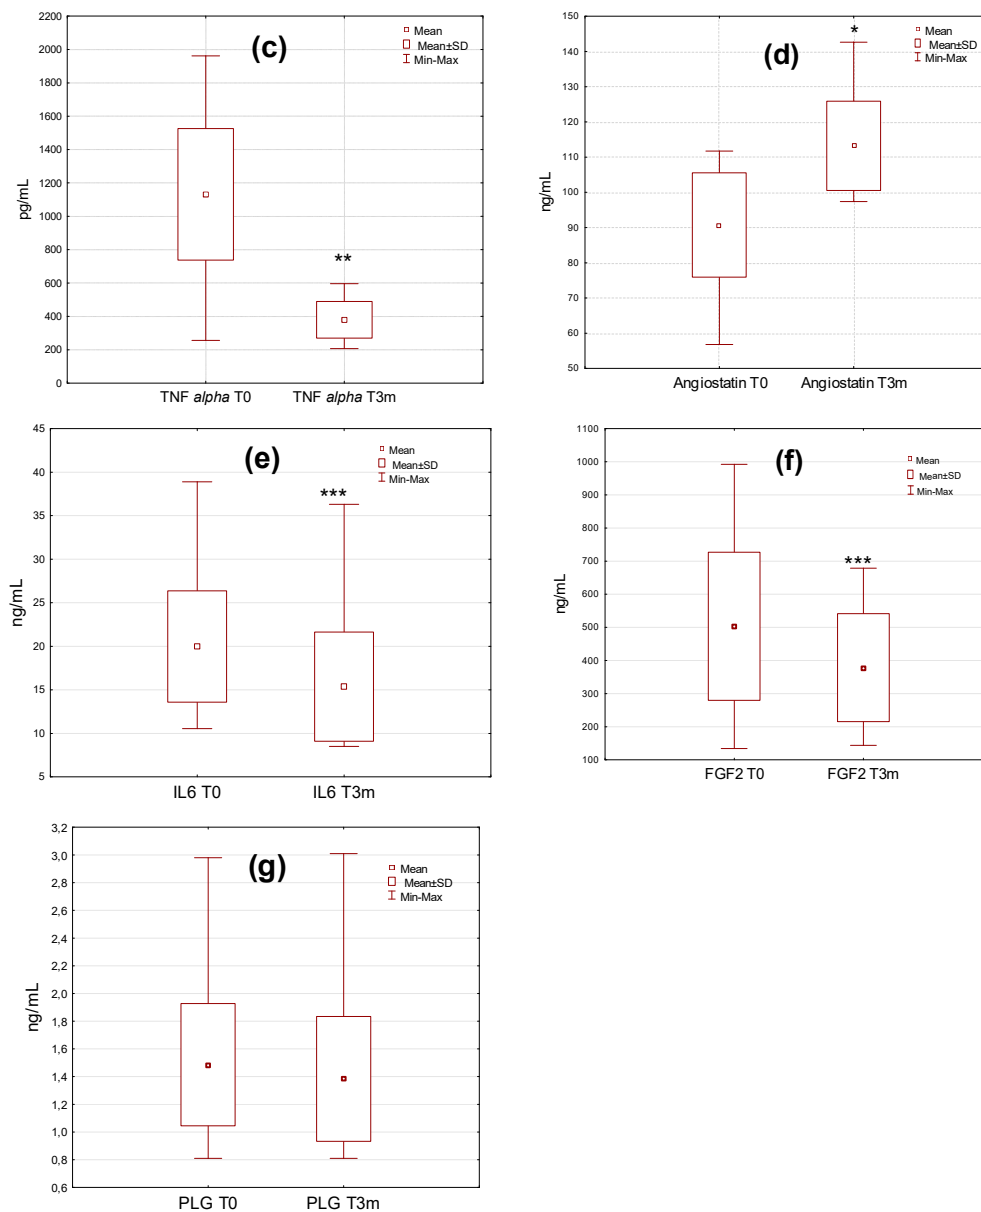 (c)
Mean
Mean±SD
Min-Max
2200
2000
1800
1600
1400
1200
1000
800
600
400
200
0
pg/mL
**
TNF alpha T0 TNF alpha T3m
(d)
*
Mean
Mean±SD
Min-Max
150
140
130
120
110
100
90
80
70
60
50
ng/mL
Angiostatin T0 Angiostatin T3m
(e)
Mean
Mean±SD
Min-Max
45
40
35
30
25
20
15
10
5
ng/mL
***
IL6 T0 IL6 T3m
(f)
Mean
Mean±SD
Min-Max
1100
1000
900
800
700
600
500
400
300
200
100
ng/mL
***
FGF2 T0 FGF2 T3m
(g)
Mean
Mean±SD
Min-Max
3,2
3,0
2,8
2,6
2,4
2,2
2,0
1,8
1,6
1,4
1,2
1,0
0,8
0,6
ng/mL
PLG T0 PLG T3m